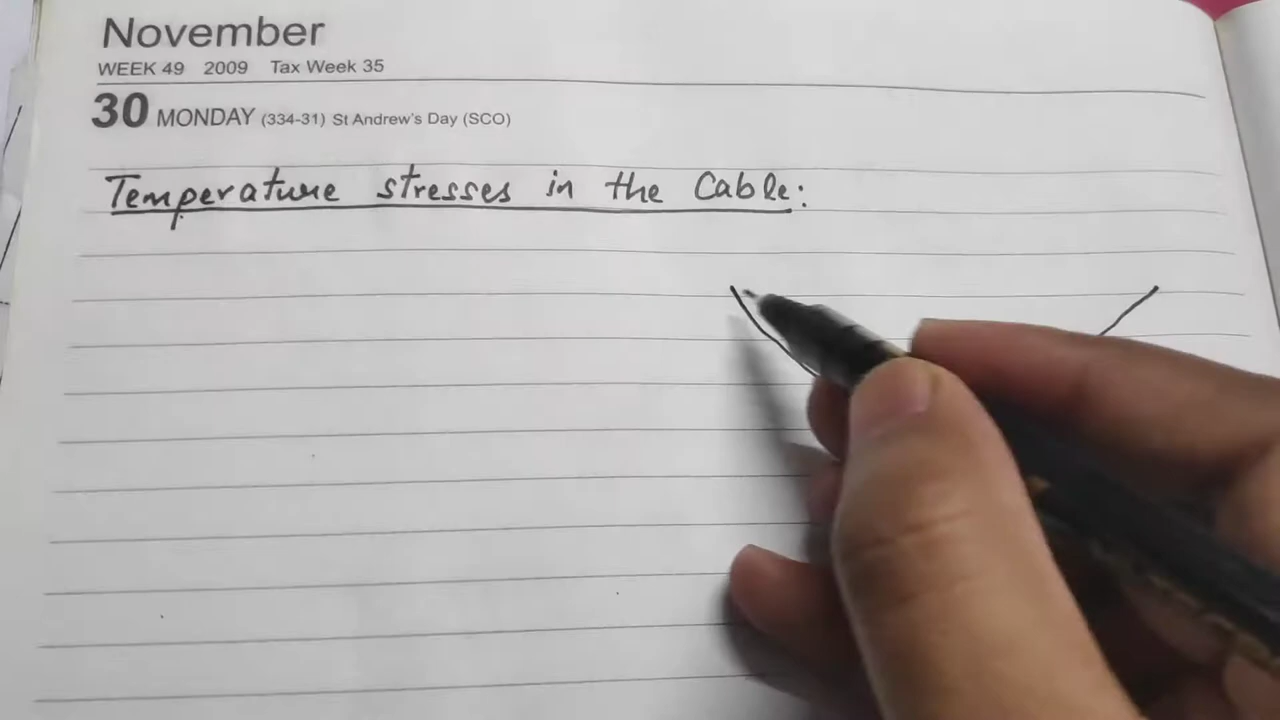 November
WEEK 49 2009 Tax Week 35
30 MONDAY (334-31) St Andrew's Day (SCO)
Temperature stresses in the Cable: